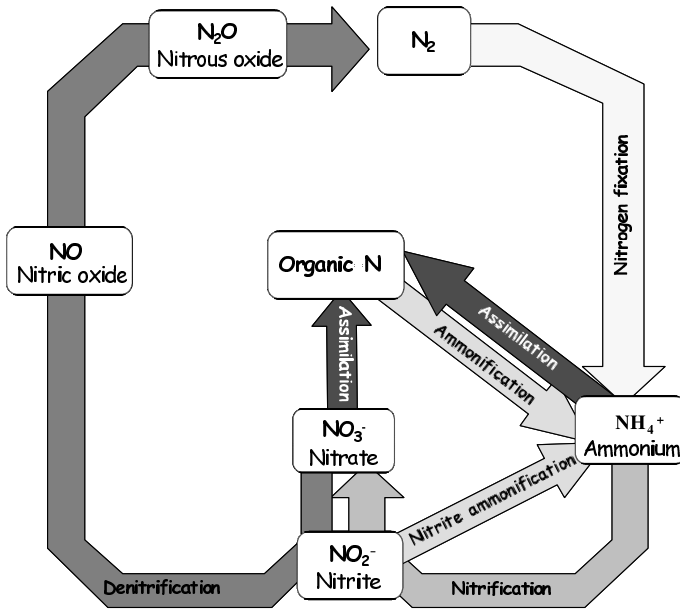 N₂O
Nitrous oxide
N₂
Nitrogen fixation
NO
Nitric oxide
Organic N
Assimilation
Ammonification
Assimilation
NH₄⁺
Ammonium
NO₃⁻
Nitrate
Nitrite ammonification
NO₂⁻
Nitrite
Denitrification
Nitrification